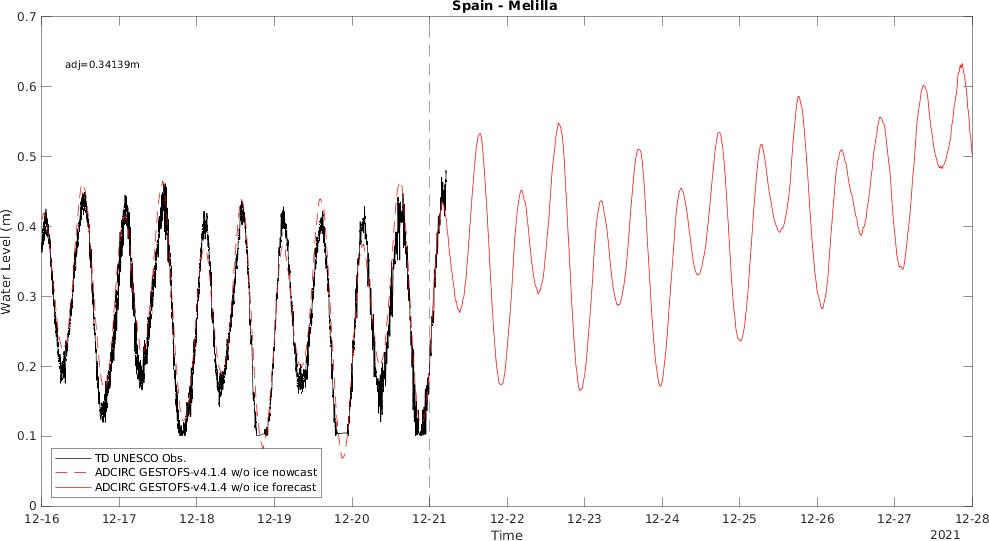 Spain - Melilla
0.7
0.6
0.5
0.4
0.3
0.2
0.1
0
Water Level (m)
adj=0.34139m
TD UNESCO Obs.
ADCIRC GESTOFS-v4.1.4 w/o ice nowcast
ADCIRC GESTOFS-v4.1.4 w/o ice forecast
12-16 12-17 12-18 12-19 12-20 12-21 12-22 12-23 12-24 12-25 12-26 12-27 12-28
Time
2021